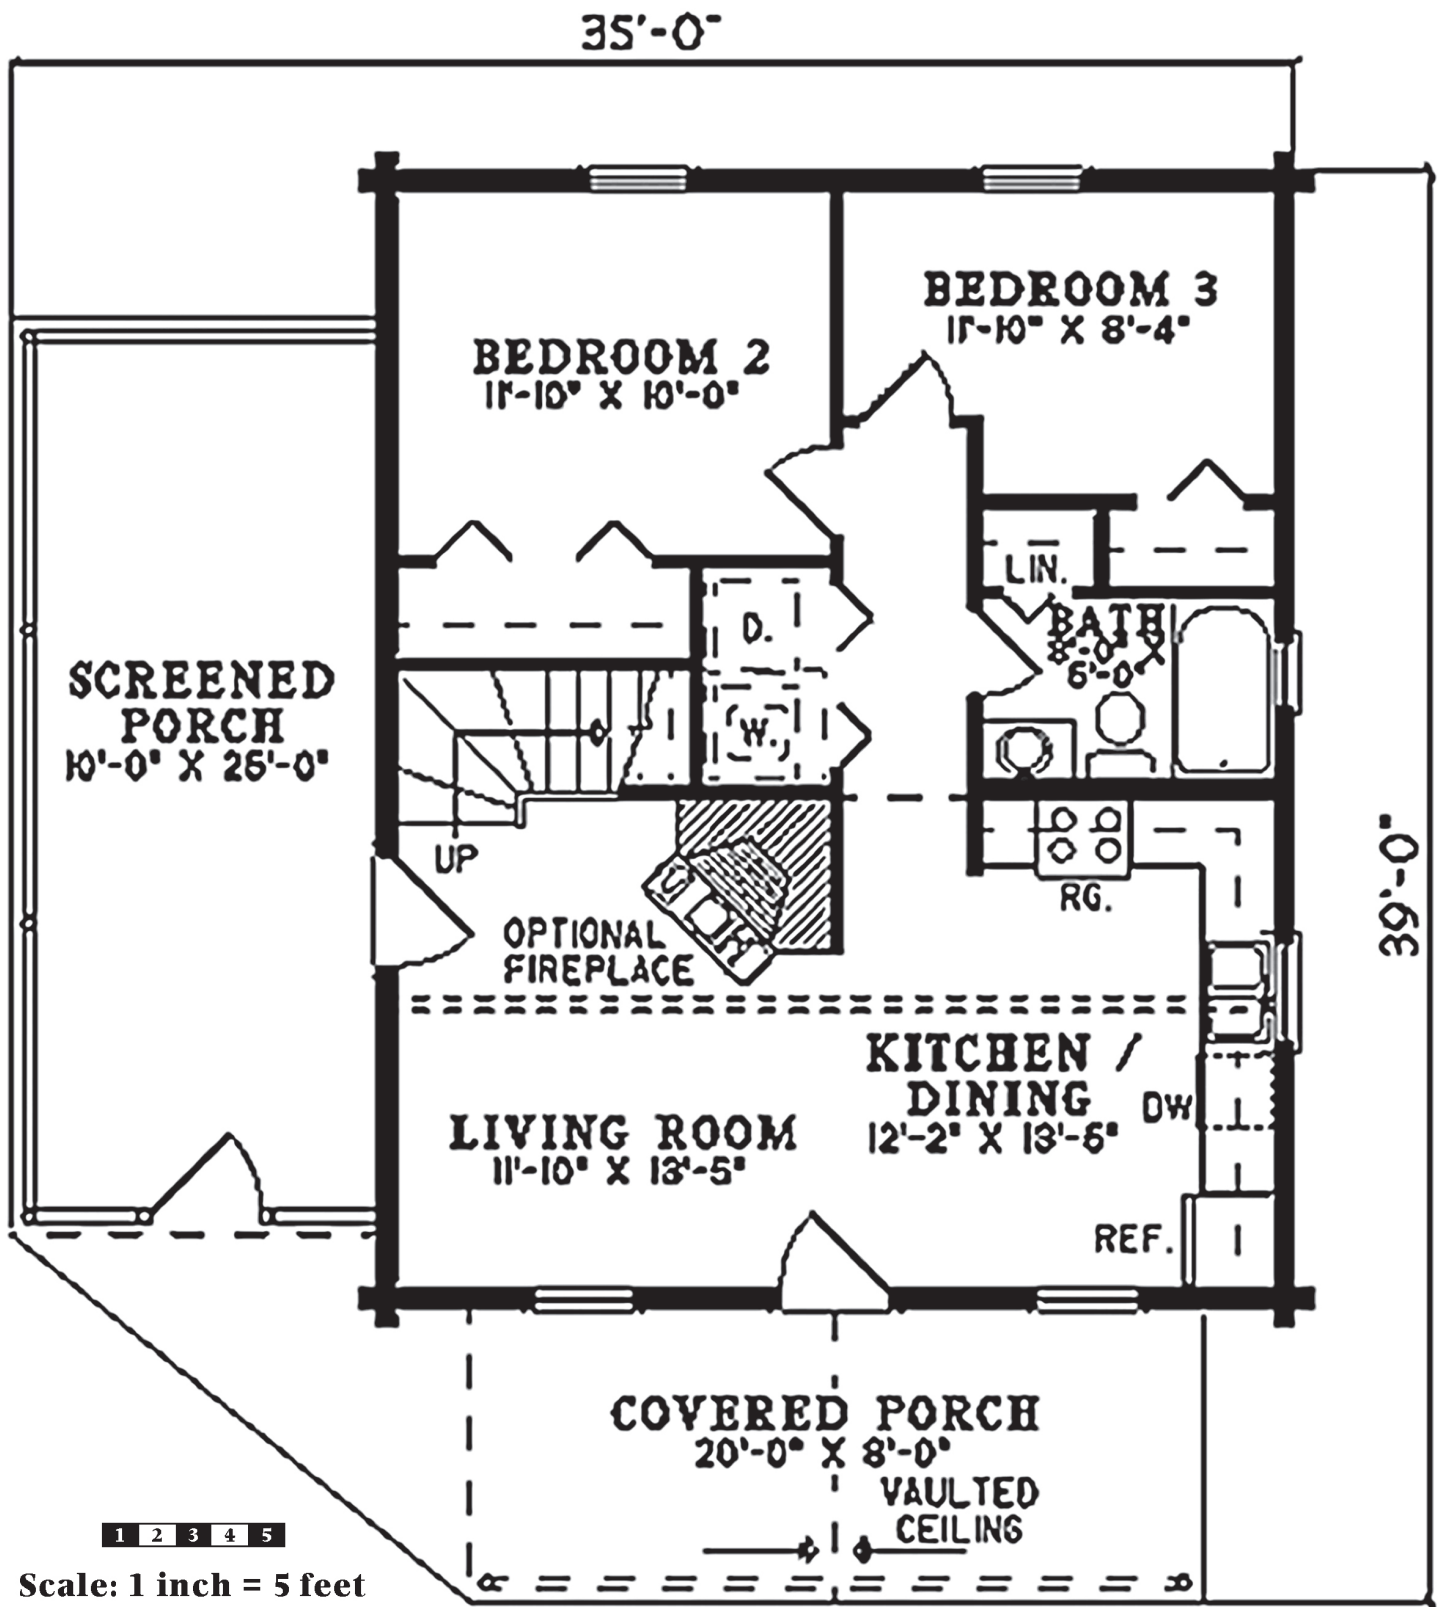 35'-0"
BEDROOM 3
11'-10" X 8'-4"
BEDROOM 2
11'-10" X 10'-0"
LIN.
D.
BATH
6'-0"
SCREENED
PORCH
10'-0" X 26'-0"
W.
UP
RG.
39'-0"
OPTIONAL
FIREPLACE
KITCHEN /
DINING
12'-2" X 13'-5"
DW
LIVING ROOM
11'-10" X 13'-5"
REF.
COVERED PORCH
20'-0" X 8'-0"
VAULTED
CEILING
1 2 3 4 5
Scale: 1 inch = 5 feet